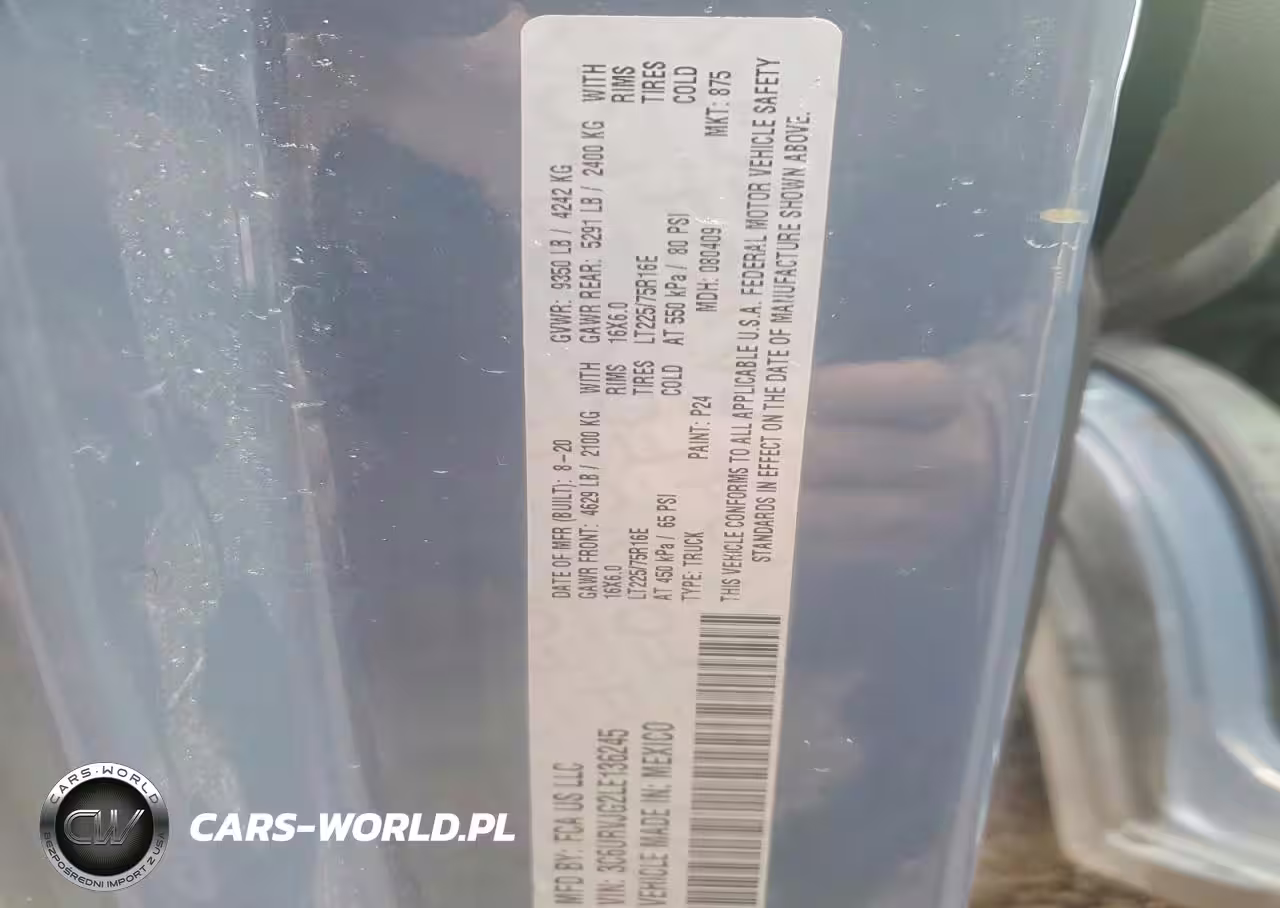 MFD BY: FCA US LLC
DATE OF MFR (BUILT): 8-20
GVWR: 9350 LB / 4242 KG
GAWR FRONT: 4629 LB / 2100 KG WITH
GAWR REAR: 5291 LB / 2400 KG WITH
16X6.0 RIMS
16X6.0 RIMS
LT225/75R16E TIRES
LT225/75R16E TIRES
AT 450 kPa / 65 PSI COLD
AT 550 kPa / 80 PSI COLD
VIN: 3C6URVJG2LE136245
TYPE: TRUCK
PAINT: P24
MDH: 080409
MKT: 875
VEHICLE MADE IN: MEXICO
THIS VEHICLE CONFORMS TO ALL APPLICABLE U.S.A. FEDERAL MOTOR VEHICLE SAFETY
STANDARDS IN EFFECT ON THE DATE OF MANUFACTURE SHOWN ABOVE.
CARS-WORLD
CW
BEZPOŚREDNI IMPORT Z USA
CARS-WORLD.PL